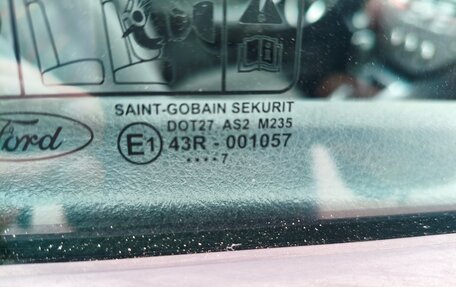 SAINT-GOBAIN SEKURIT
DOT27 AS2 M235
Ford
E1 43R - 001057
••••7